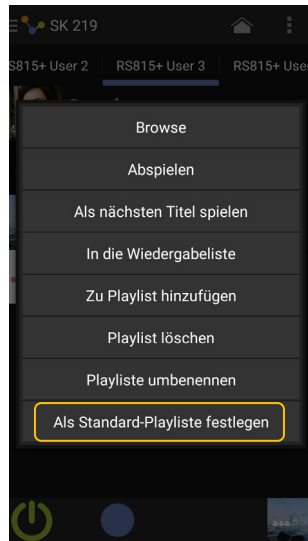 SK 219
S815+ User 2
RS815+ User 3
RS815+ Use
Browse
Abspielen
Als nächsten Titel spielen
In die Wiedergabeliste
Zu Playlist hinzufügen
Playlist löschen
Playliste umbenennen
Als Standard-Playliste festlegen